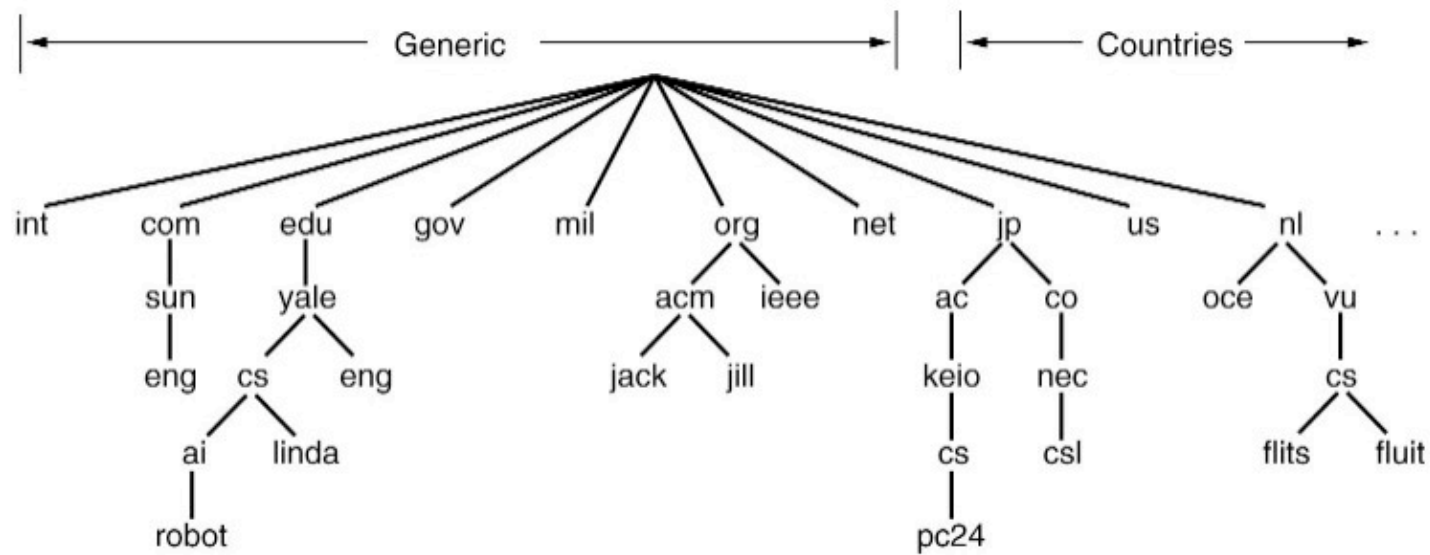 Generic Countries
int com edu gov mil org net jp us nl . . .
sun yale acm ieee ac co oce vu
eng cs eng jack jill keio nec cs
ai linda cs csl flits fluit
robot pc24